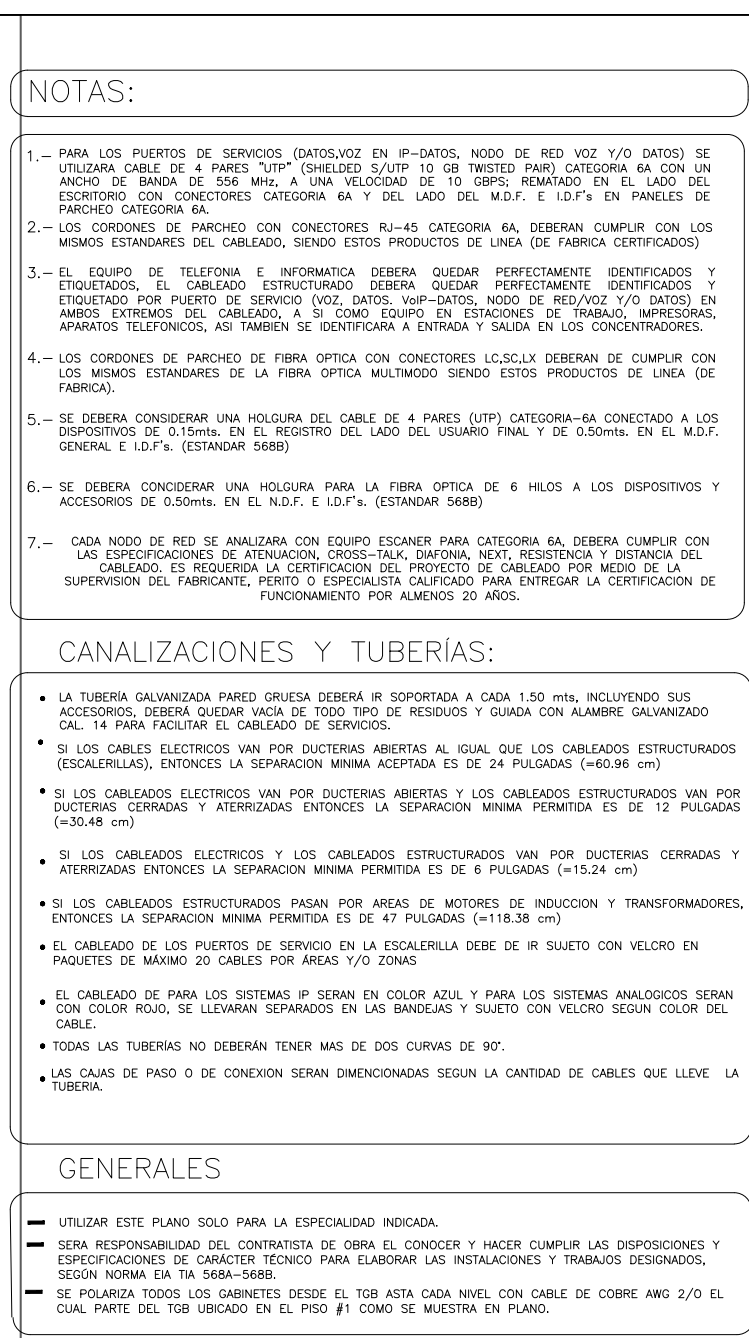 NOTAS:
1.- PARA LOS PUERTOS DE SERVICIOS (DATOS,VOZ EN IP-DATOS, NODO DE RED VOZ Y/O DATOS) SE
UTILIZARA CABLE DE 4 PARES "UTP" (SHIELDED S/UTP 10 GB TWISTED PAIR) CATEGORIA 6A CON UN
ANCHO DE BANDA DE 556 MHz, A UNA VELOCIDAD DE 10 GBPS; REMATADO EN EL LADO DEL
ESCRITORIO CON CONECTORES CATEGORIA 6A Y DEL LADO DEL M.D.F. E I.D.F's EN PANELES DE
PARCHEO CATEGORIA 6A.
2.- LOS CORDONES DE PARCHEO CON CONECTORES RJ-45 CATEGORIA 6A, DEBERAN CUMPLIR CON LOS
MISMOS ESTANDARES DEL CABLEADO, SIENDO ESTOS PRODUCTOS DE LINEA (DE FABRICA CERTIFICADOS)
3.- EL EQUIPO DE TELEFONIA E INFORMATICA DEBERA QUEDAR PERFECTAMENTE IDENTIFICADOS Y
ETIQUETADOS, EL CABLEADO ESTRUCTURADO DEBERA QUEDAR PERFECTAMENTE IDENTIFICADOS Y
ETIQUETADO POR PUERTO DE SERVICIO (VOZ, DATOS. VoIP-DATOS, NODO DE RED/VOZ Y/O DATOS) EN
AMBOS EXTREMOS DEL CABLEADO, A SI COMO EQUIPO EN ESTACIONES DE TRABAJO, IMPRESORAS,
APARATOS TELEFONICOS, ASI TAMBIEN SE IDENTIFICARA A ENTRADA Y SALIDA EN LOS CONCENTRADORES.
4.- LOS CORDONES DE PARCHEO DE FIBRA OPTICA CON CONECTORES LC,SC,LX DEBERAN DE CUMPLIR CON
LOS MISMOS ESTANDARES DE LA FIBRA OPTICA MULTIMODO SIENDO ESTOS PRODUCTOS DE LINEA (DE
FABRICA).
5.- SE DEBERA CONSIDERAR UNA HOLGURA DEL CABLE DE 4 PARES (UTP) CATEGORIA-6A CONECTADO A LOS
DISPOSITIVOS DE 0.15mts. EN EL REGISTRO DEL LADO DEL USUARIO FINAL Y DE 0.50mts. EN EL M.D.F.
GENERAL E I.D.F's. (ESTANDAR 568B)
6.- SE DEBERA CONCIDERAR UNA HOLGURA PARA LA FIBRA OPTICA DE 6 HILOS A LOS DISPOSITIVOS Y
ACCESORIOS DE 0.50mts. EN EL N.D.F. E I.D.F's. (ESTANDAR 568B)
7.- CADA NODO DE RED SE ANALIZARA CON EQUIPO ESCANER PARA CATEGORIA 6A, DEBERA CUMPLIR CON
LAS ESPECIFICACIONES DE ATENUACION, CROSS-TALK, DIAFONIA, NEXT, RESISTENCIA Y DISTANCIA DEL
CABLEADO. ES REQUERIDA LA CERTIFICACION DEL PROYECTO DE CABLEADO POR MEDIO DE LA
SUPERVISION DEL FABRICANTE, PERITO O ESPECIALISTA CALIFICADO PARA ENTREGAR LA CERTIFICACION DE
FUNCIONAMIENTO POR ALMENOS 20 AÑOS.
CANALIZACIONES Y TUBERÍAS:
• LA TUBERÍA GALVANIZADA PARED GRUESA DEBERÁ IR SOPORTADA A CADA 1.50 mts, INCLUYENDO SUS
ACCESORIOS, DEBERÁ QUEDAR VACÍA DE TODO TIPO DE RESIDUOS Y GUIADA CON ALAMBRE GALVANIZADO
CAL. 14 PARA FACILITAR EL CABLEADO DE SERVICIOS.
• SI LOS CABLES ELECTRICOS VAN POR DUCTERIAS ABIERTAS AL IGUAL QUE LOS CABLEADOS ESTRUCTURADOS
(ESCALERILLAS), ENTONCES LA SEPARACION MINIMA ACEPTADA ES DE 24 PULGADAS (=60.96 cm)
• SI LOS CABLEADOS ELECTRICOS VAN POR DUCTERIAS ABIERTAS Y LOS CABLEADOS ESTRUCTURADOS VAN POR
DUCTERIAS CERRADAS Y ATERRIZADAS ENTONCES LA SEPARACION MINIMA PERMITIDA ES DE 12 PULGADAS
(=30.48 cm)
• SI LOS CABLEADOS ELECTRICOS Y LOS CABLEADOS ESTRUCTURADOS VAN POR DUCTERIAS CERRADAS Y
ATERRIZADAS ENTONCES LA SEPARACION MINIMA PERMITIDA ES DE 6 PULGADAS (=15.24 cm)
• SI LOS CABLEADOS ESTRUCTURADOS PASAN POR AREAS DE MOTORES DE INDUCCION Y TRANSFORMADORES,
ENTONCES LA SEPARACION MINIMA PERMITIDA ES DE 47 PULGADAS (=118.38 cm)
• EL CABLEADO DE LOS PUERTOS DE SERVICIO EN LA ESCALERILLA DEBE DE IR SUJETO CON VELCRO EN
PAQUETES DE MÁXIMO 20 CABLES POR ÁREAS Y/O ZONAS
• EL CABLEADO DE PARA LOS SISTEMAS IP SERAN EN COLOR AZUL Y PARA LOS SISTEMAS ANALOGICOS SERAN
CON COLOR ROJO, SE LLEVARAN SEPARADOS EN LAS BANDEJAS Y SUJETO CON VELCRO SEGUN COLOR DEL
CABLE.
• TODAS LAS TUBERÍAS NO DEBERÁN TENER MAS DE DOS CURVAS DE 90°.
• LAS CAJAS DE PASO O DE CONEXION SERAN DIMENCIONADAS SEGUN LA CANTIDAD DE CABLES QUE LLEVE LA
TUBERIA.
GENERALES
- UTILIZAR ESTE PLANO SOLO PARA LA ESPECIALIDAD INDICADA.
- SERA RESPONSABILIDAD DEL CONTRATISTA DE OBRA EL CONOCER Y HACER CUMPLIR LAS DISPOSICIONES Y
ESPECIFICACIONES DE CARÁCTER TÉCNICO PARA ELABORAR LAS INSTALACIONES Y TRABAJOS DESIGNADOS,
SEGÚN NORMA EIA TIA 568A-568B.
- SE POLARIZA TODOS LOS GABINETES DESDE EL TGB ASTA CADA NIVEL CON CABLE DE COBRE AWG 2/0 EL
CUAL PARTE DEL TGB UBICADO EN EL PISO #1 COMO SE MUESTRA EN PLANO.